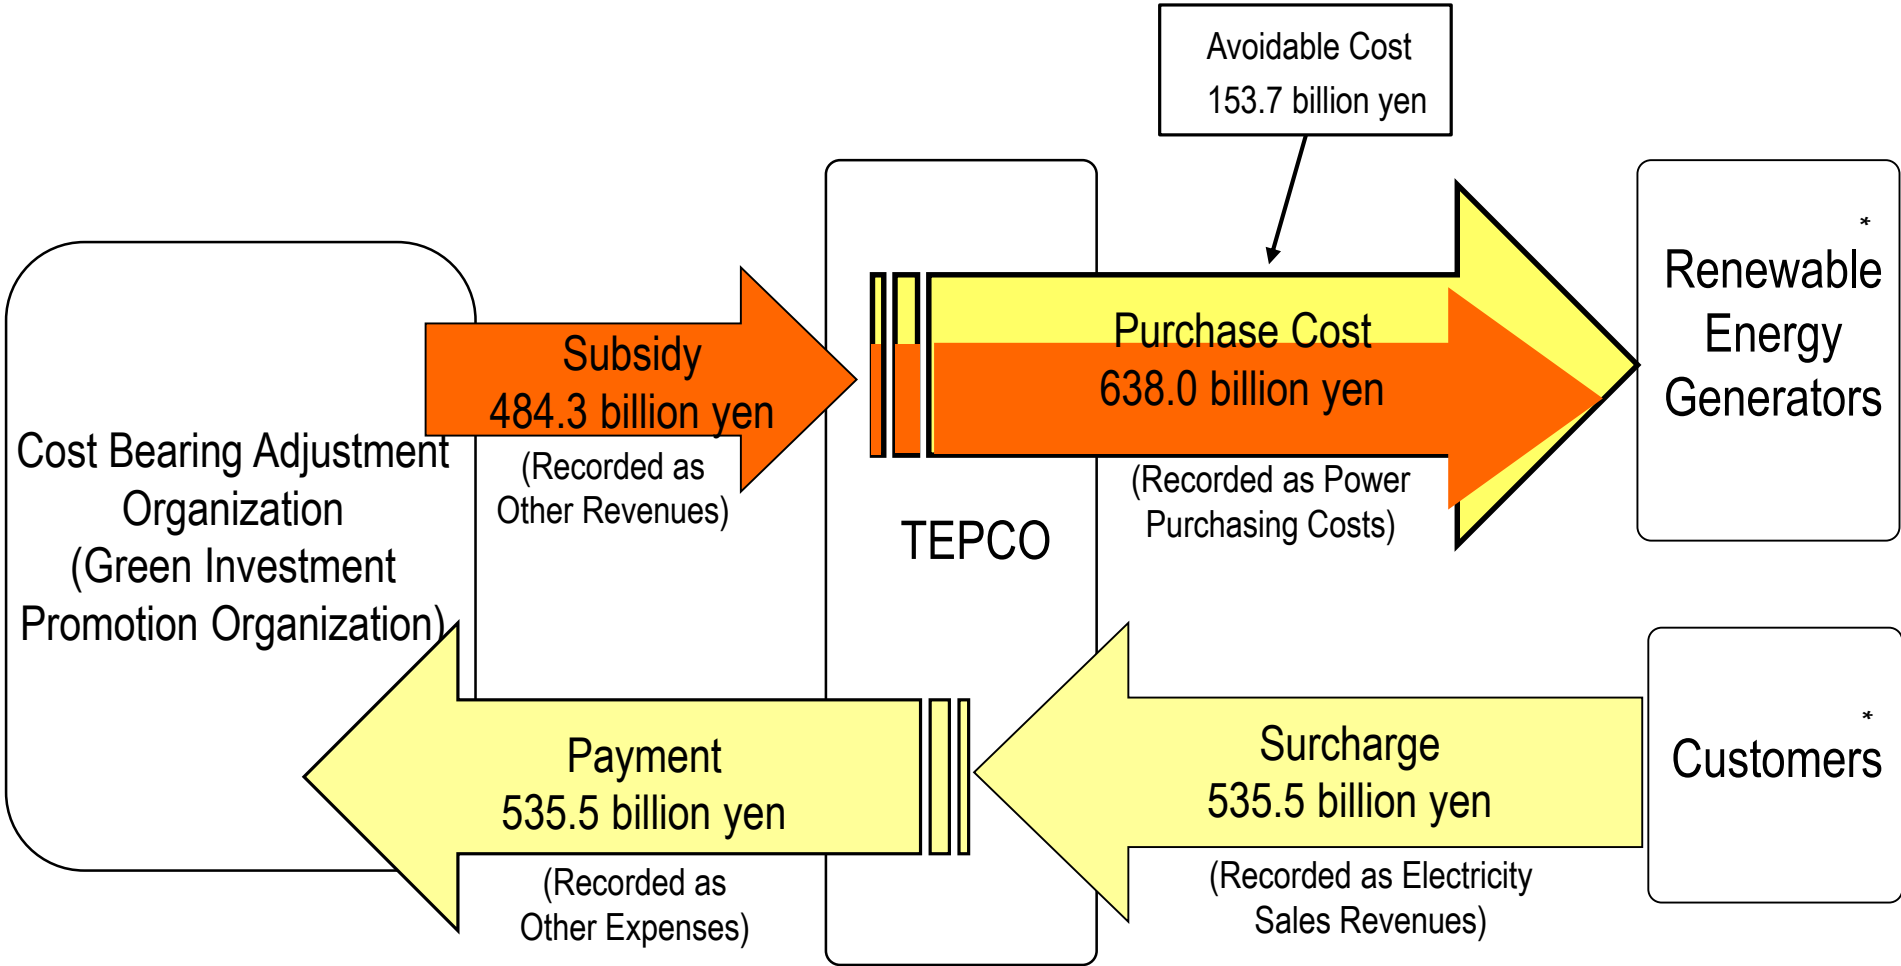 Avoidable Cost
153.7 billion yen
Subsidy
484.3 billion yen
(Recorded as
Other Revenues)
Purchase Cost
638.0 billion yen
(Recorded as Power
Purchasing Costs)
*
Renewable
Energy
Generators
Cost Bearing Adjustment
Organization
(Green Investment
Promotion Organization)
TEPCO
Payment
535.5 billion yen
(Recorded as
Other Expenses)
Surcharge
535.5 billion yen
(Recorded as Electricity
Sales Revenues)
*
Customers